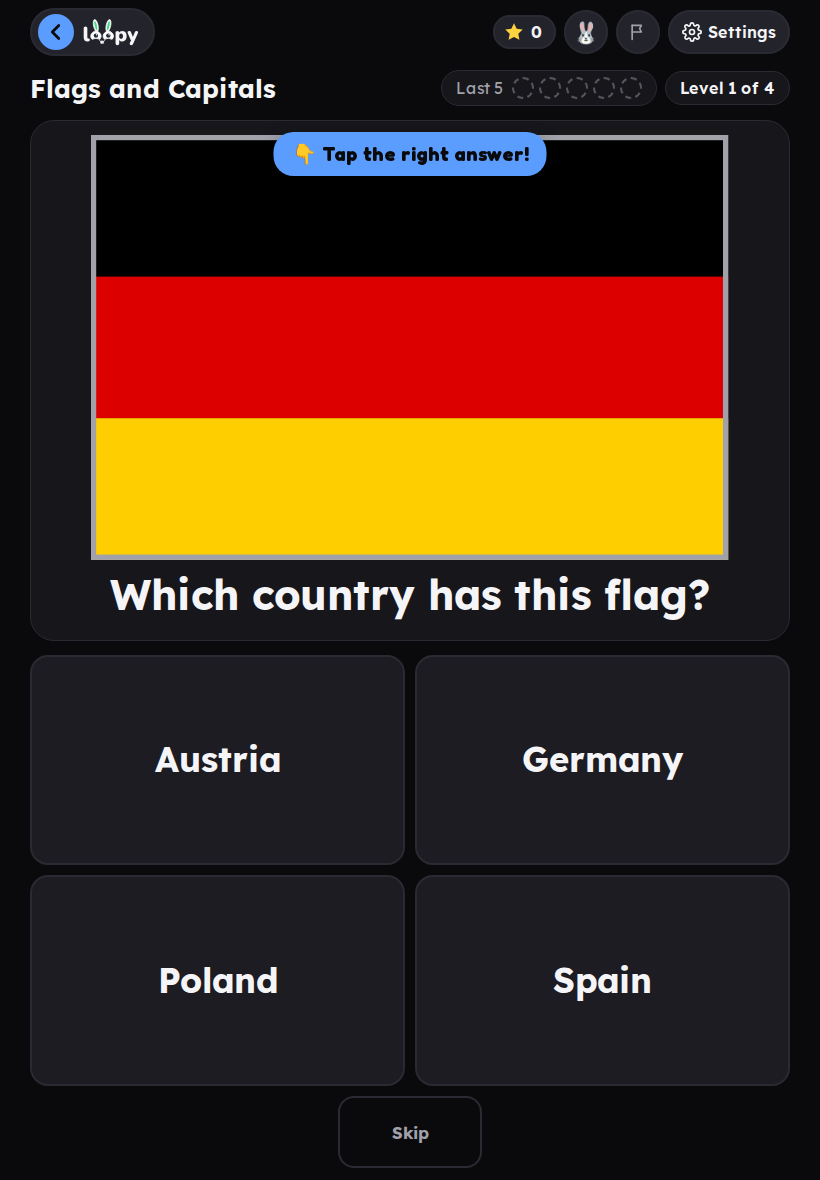 loopy
0
Settings
Flags and Capitals
Last 5
Level 1 of 4
Tap the right answer!
Which country has this flag?
Austria
Germany
Poland
Spain
Skip